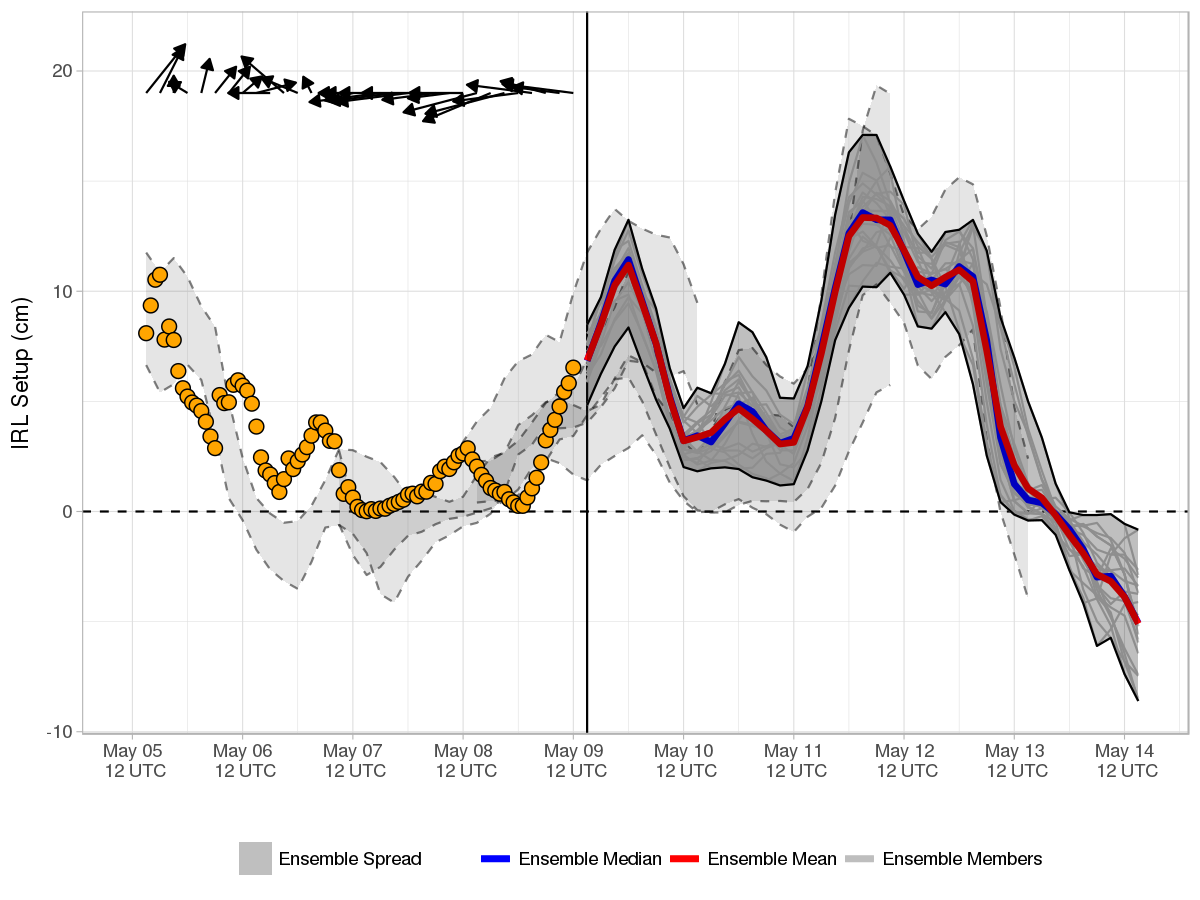 IRL Setup (cm)
20
10
0
-10
May 05 May 06 May 07 May 08 May 09 May 10 May 11 May 12 May 13 May 14
12 UTC 12 UTC 12 UTC 12 UTC 12 UTC 12 UTC 12 UTC 12 UTC 12 UTC 12 UTC
Ensemble Spread Ensemble Median Ensemble Mean Ensemble Members